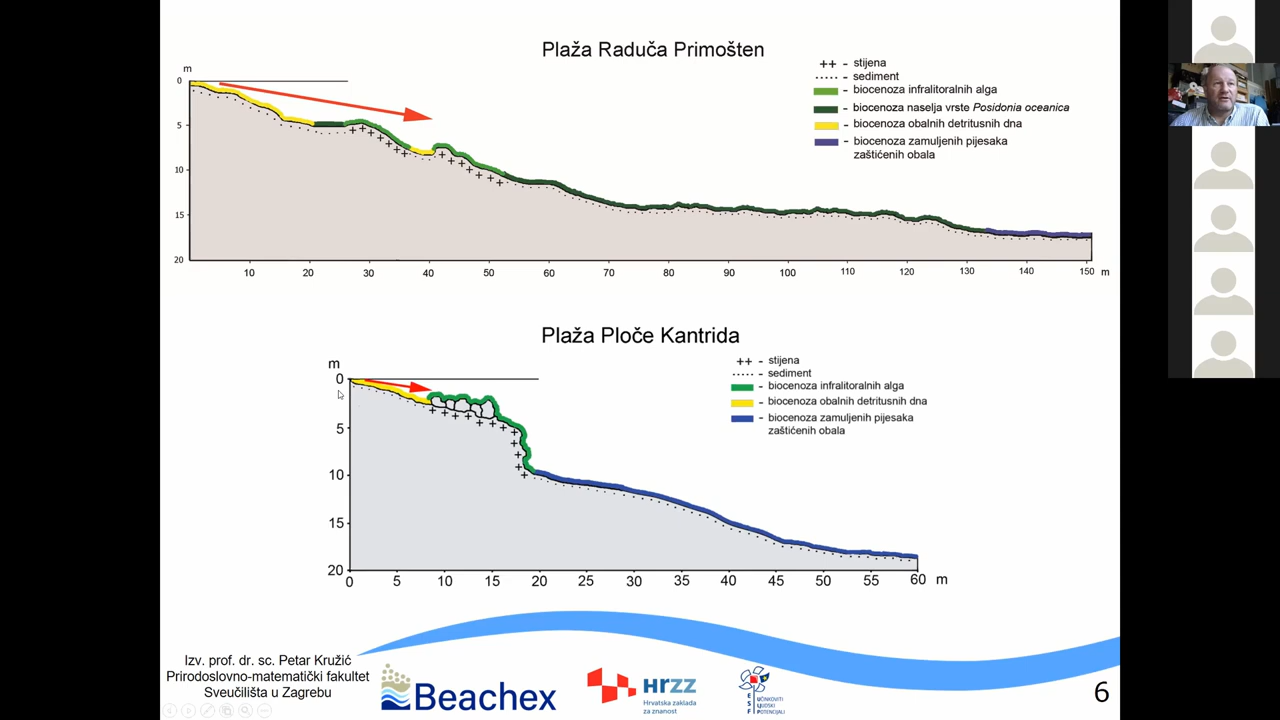 Plaža Raduča Primošten
m
0
5
10
15
20
10 20 30 40 50 60 70 80 90 100 110 120 130 140 150 m
++ - stijena
..... - sediment
- biocenoza infralitoralnih alga
- biocenoza naselja vrste Posidonia oceanica
- biocenoza obalnih detritusnih dna
- biocenoza zamuljenih pijesaka
zaštićenih obala
Plaža Ploče Kantrida
m
0
5
10
15
20
0 5 10 15 20 25 30 35 40 45 50 55 60 m
++ - stijena
..... - sediment
- biocenoza infralitoralnih alga
- biocenoza obalnih detritusnih dna
- biocenoza zamuljenih pijesaka
zaštićenih obala
Izv. prof. dr. sc. Petar Kružić
Prirodoslovno-matematički fakultet
Sveučilišta u Zagrebu
Beachex
hrzz
Hrvatska zaklada
za znanost
ESF
UČINKOVITI
LJUDSKI
POTENCIJALI
6